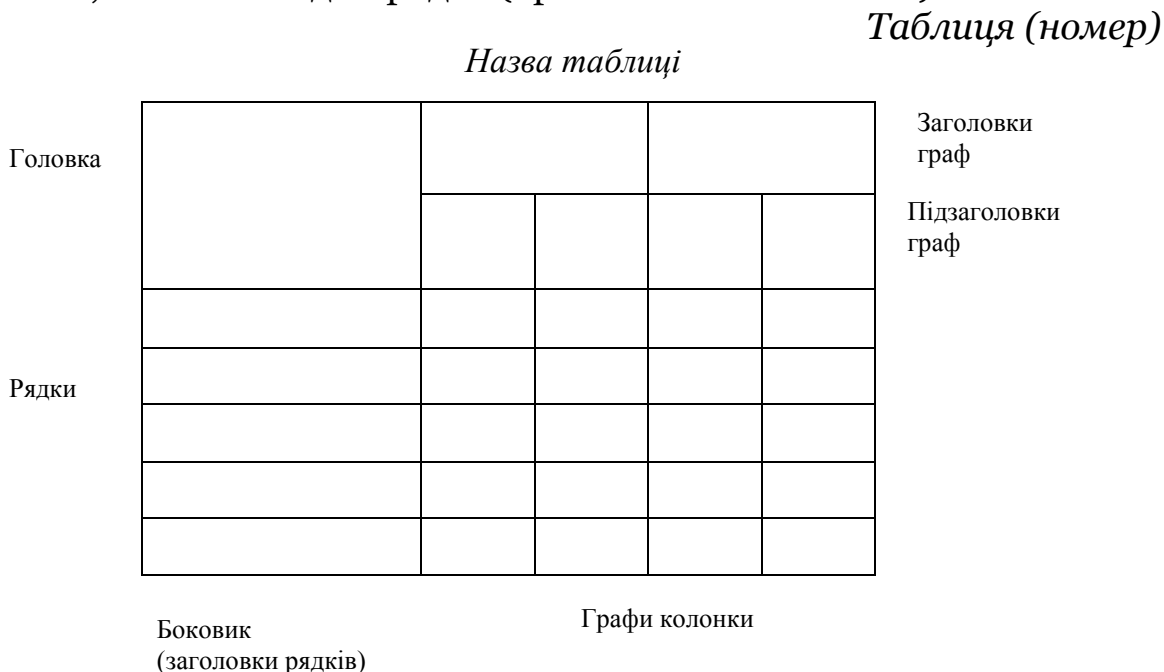 Таблиця (номер)
Назва таблиці
Заголовки
граф
Головка
Підзаголовки
граф
Рядки
Графи колонки
Боковик
(заголовки рядків)